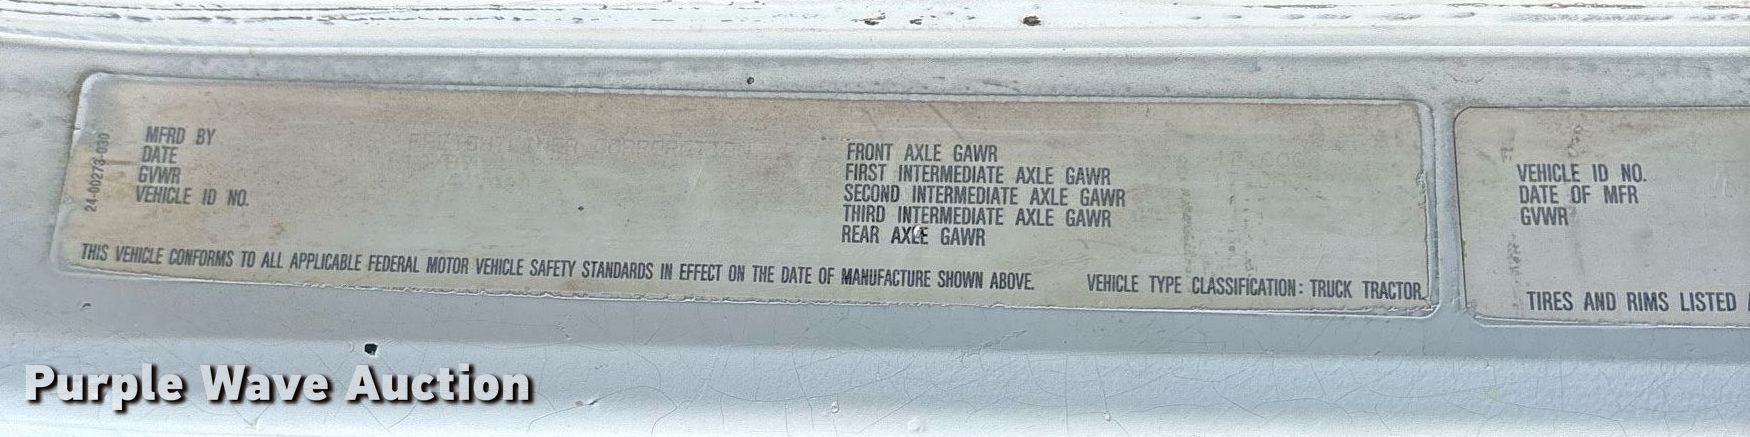 24-00273-030
MFRD BY FREIGHTLINER CORPORATION
DATE
GVWR
VEHICLE ID NO.
FRONT AXLE GAWR
FIRST INTERMEDIATE AXLE GAWR
SECOND INTERMEDIATE AXLE GAWR
THIRD INTERMEDIATE AXLE GAWR
REAR AXLE GAWR
THIS VEHICLE CONFORMS TO ALL APPLICABLE FEDERAL MOTOR VEHICLE SAFETY STANDARDS IN EFFECT ON THE DATE OF MANUFACTURE SHOWN ABOVE.
VEHICLE TYPE CLASSIFICATION: TRUCK TRACTOR
VEHICLE ID NO.
DATE OF MFR
GVWR
TIRES AND RIMS LISTED
Purple Wave Auction